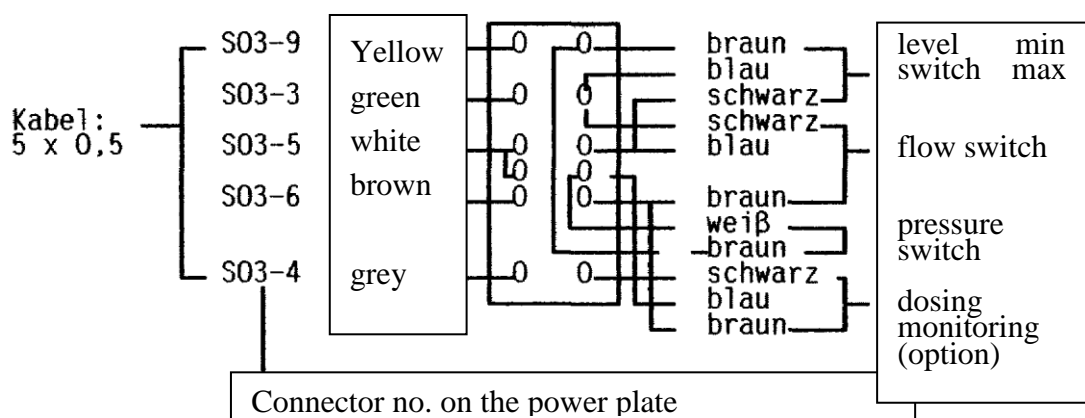 SO3-9 Yellow O O braun level min
blau switch max
SO3-3 green O O schwarz
Kabel: schwarz
5 x 0,5 SO3-5 white O O blau flow switch
O O
SO3-6 brown O O braun
weiß pressure
braun switch
SO3-4 grey O O schwarz
blau dosing
braun monitoring
(option)
Connector no. on the power plate